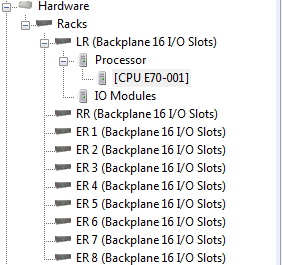 Hardware
Racks
LR (Backplane 16 I/O Slots)
Processor
[CPU E70-001]
IO Modules
RR (Backplane 16 I/O Slots)
ER 1 (Backplane 16 I/O Slots)
ER 2 (Backplane 16 I/O Slots)
ER 3 (Backplane 16 I/O Slots)
ER 4 (Backplane 16 I/O Slots)
ER 5 (Backplane 16 I/O Slots)
ER 6 (Backplane 16 I/O Slots)
ER 7 (Backplane 16 I/O Slots)
ER 8 (Backplane 16 I/O Slots)